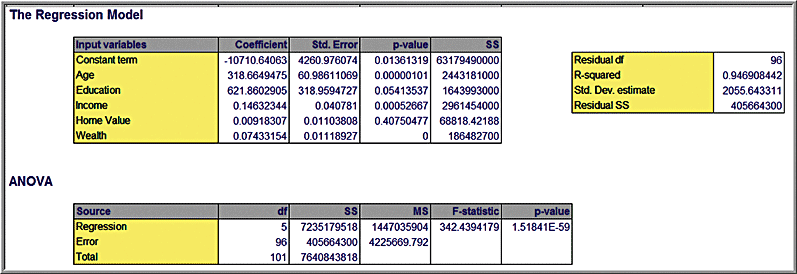 The Regression Model
Input variables Coefficient Std. Error p-value SS
Constant term -10710.64063 4260.976074 0.01361319 63179490000
Age 318.6649475 60.98611069 0.00000101 2443181000
Education 621.8602905 318.9594727 0.05413537 1643993000
Income 0.14632344 0.040781 0.00052667 2961454000
Home Value 0.00918307 0.01103808 0.40750477 68818.42188
Wealth 0.07433154 0.01118927 0 186482700
Residual df 96
R-squared 0.946908442
Std. Dev. estimate 2055.643311
Residual SS 405664300
ANOVA
Source df SS MS F-statistic p-value
Regression 5 7235179518 1447035904 342.4394179 1.51841E-59
Error 96 405664300 4225669.792
Total 101 7640843818